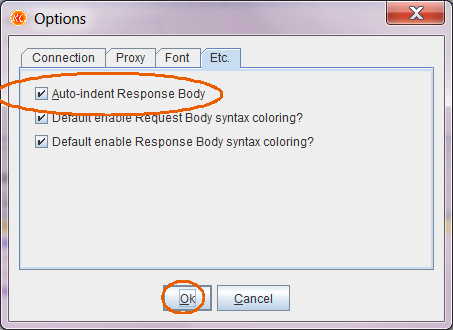 Options
Connection Proxy Font Etc.
Auto-indent Response Body
Default enable Request Body syntax coloring?
Default enable Response Body syntax coloring?
Ok Cancel